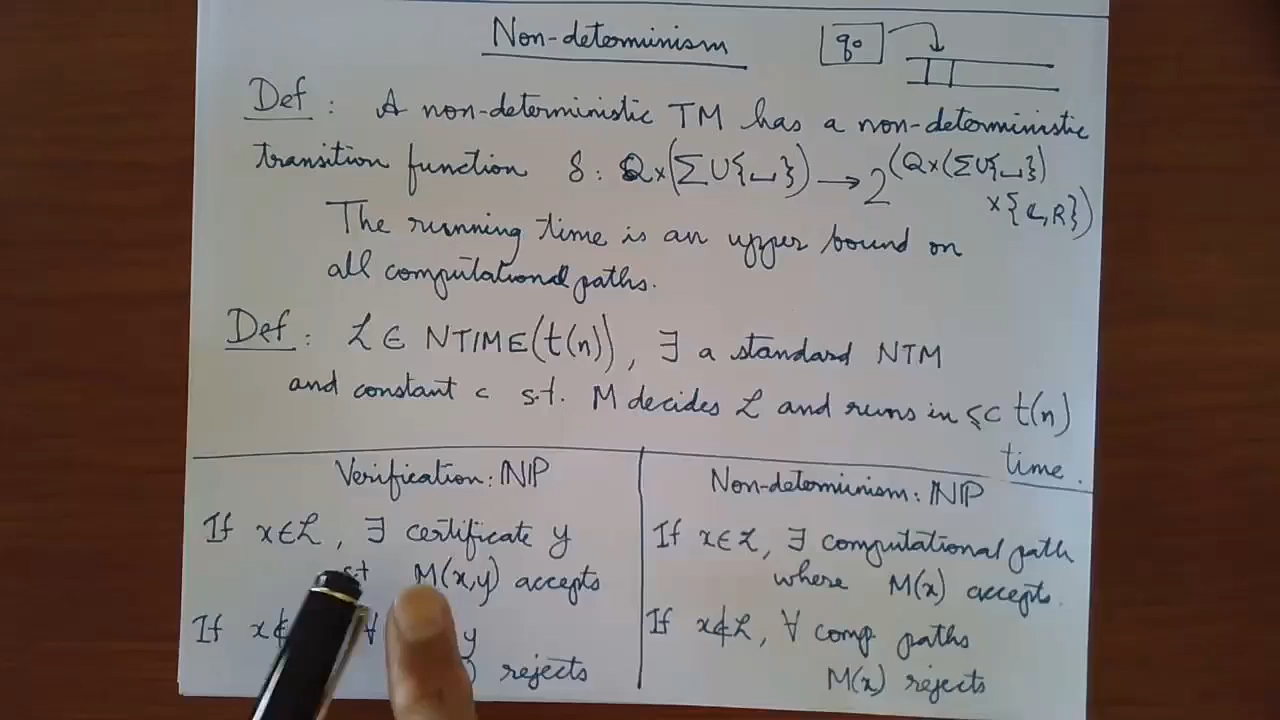 Non-determinism
q₀
Def : A non-deterministic TM has a non-deterministic
transition function δ: Q×(Σ∪{␣}) → 2^(Q×(Σ∪{␣})
×{L,R})
The running time is an upper bound on
all computational paths.
Def : L ∈ NTIME(t(n)), ∃ a standard NTM
and constant c s.t. M decides L and runs in ≤c t(n)
time.
Verification: NP
If x∈L, ∃ certificate y
st M(x,y) accepts
If x∉ ∀ y
) rejects
Non-determinism: NP
If x∈L, ∃ computational path
where M(x) accepts.
If x∉L, ∀ comp paths
M(x) rejects